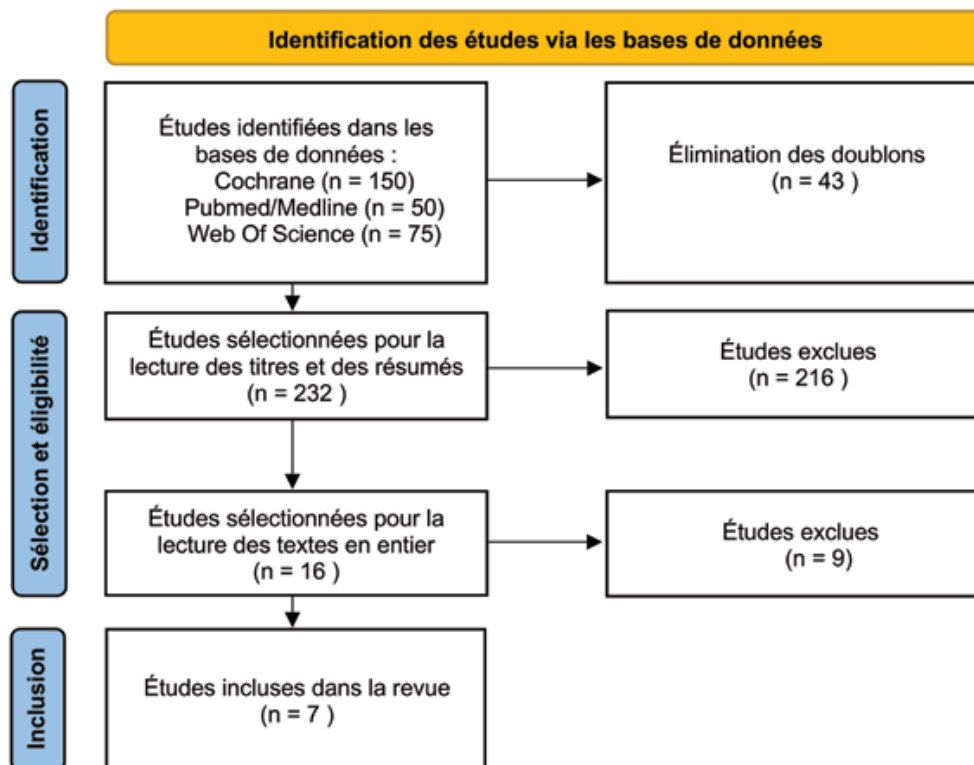 Identification des études via les bases de données
Identification
Études identifiées dans les
bases de données :
Cochrane (n = 150)
Pubmed/Medline (n = 50)
Web Of Science (n = 75)
Élimination des doublons
(n = 43 )
Sélection et éligibilité
Études sélectionnées pour la
lecture des titres et des résumés
(n = 232 )
Études exclues
(n = 216 )
Études sélectionnées pour la
lecture des textes en entier
(n = 16 )
Études exclues
(n = 9)
Inclusion
Études incluses dans la revue
(n = 7 )